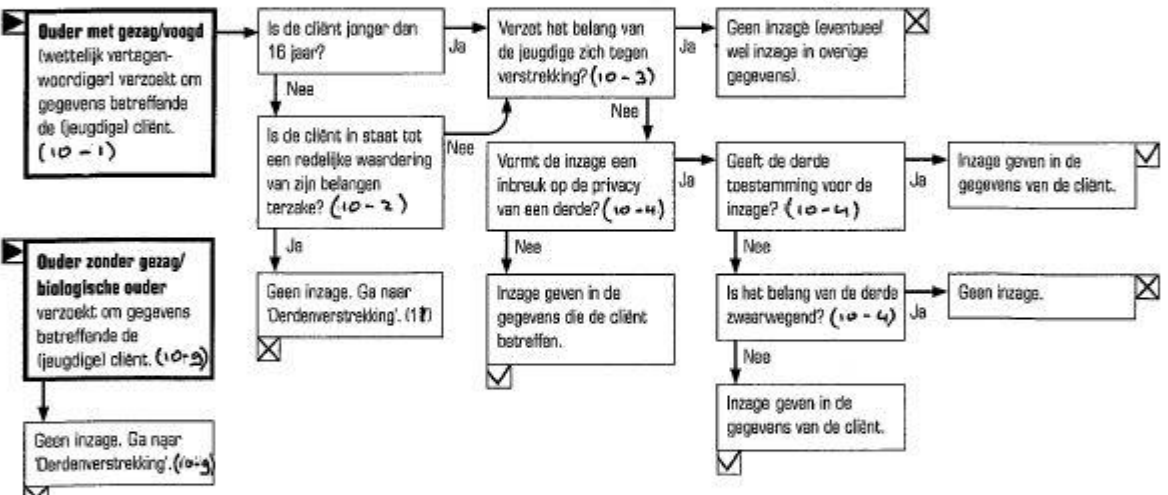 Ouder met gezag/voogd
(wettelijk vertegen-
woordiger) verzoekt om
gegevens betreffende
de (jeugdige) cliënt.
(10 - 1)
Is de cliënt jonger dan
16 jaar?
Ja
Nee
Verzet het belang van
de jeugdige zich tegen
verstrekking? (10 - 3)
Ja
Nee
Geen inzage (eventueel
wel inzage in overige
gegevens).
Is de cliënt in staat tot
een redelijke waardering
van zijn belangen
terzake? (10 - 2)
Nee
Ja
Vormt de inzage een
inbreuk op de privacy
van een derde? (10 - 4)
Ja
Nee
Geeft de derde
toestemming voor de
inzage? (10 - 4)
Ja
Nee
Inzage geven in de
gegevens van de cliënt.
Ouder zonder gezag/
biologische ouder
verzoekt om gegevens
betreffende de
(jeugdige) cliënt. (10-9)
Geen inzage. Ga naar
'Derdenverstrekking'.
Inzage geven in de
gegevens die de cliënt
betreffen.
Is het belang van de derde
zwaarwegend? (10 - 4)
Ja
Nee
Geen inzage.
Inzage geven in de
gegevens van de cliënt.
Geen inzage. Ga naar
'Derdenverstrekking'. (10-9)